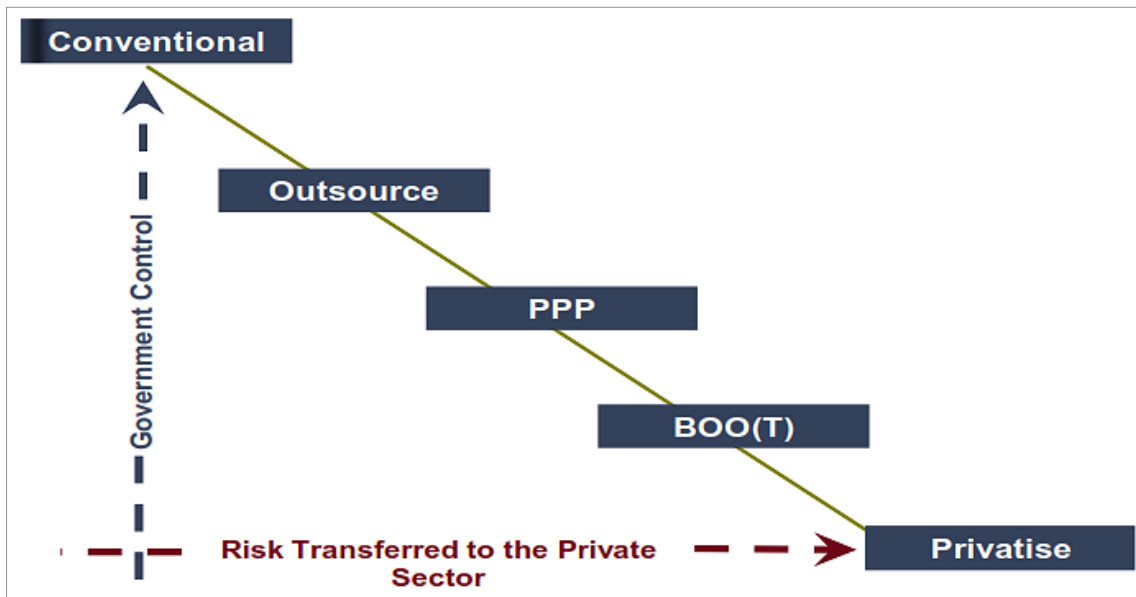 Conventional
Outsource
Government Control
PPP
BOO(T)
Risk Transferred to the Private
Sector
Privatise